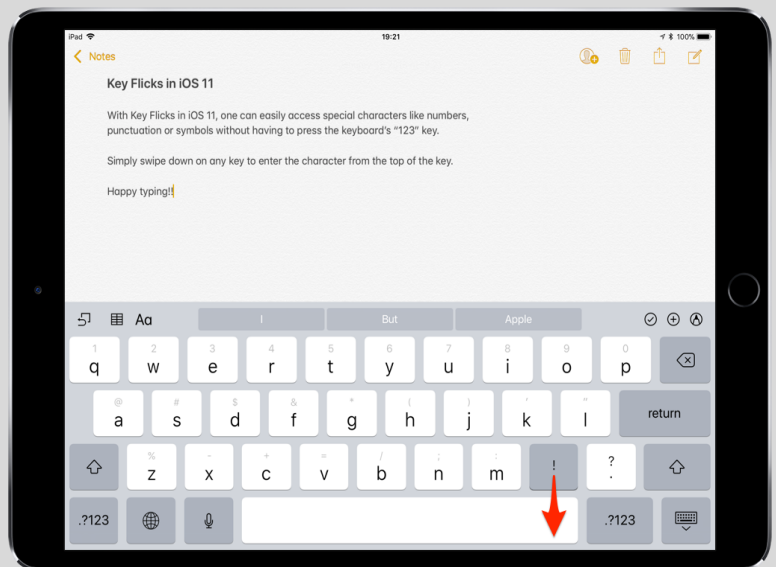 iPad 19:21 100%
Notes
Key Flicks in iOS 11
With Key Flicks in iOS 11, one can easily access special characters like numbers,
punctuation or symbols without having to press the keyboard's “123” key.
Simply swipe down on any key to enter the character from the top of the key.
Happy typing!!
Aa I But Apple
1 2 3 4 5 6 7 8 9 0
q w e r t y u i o p
@ # $ & * ( ) ' "
a s d f g h j k l return
% - + = / ; : ! ?
z x c v b n m .
.?123 .?123